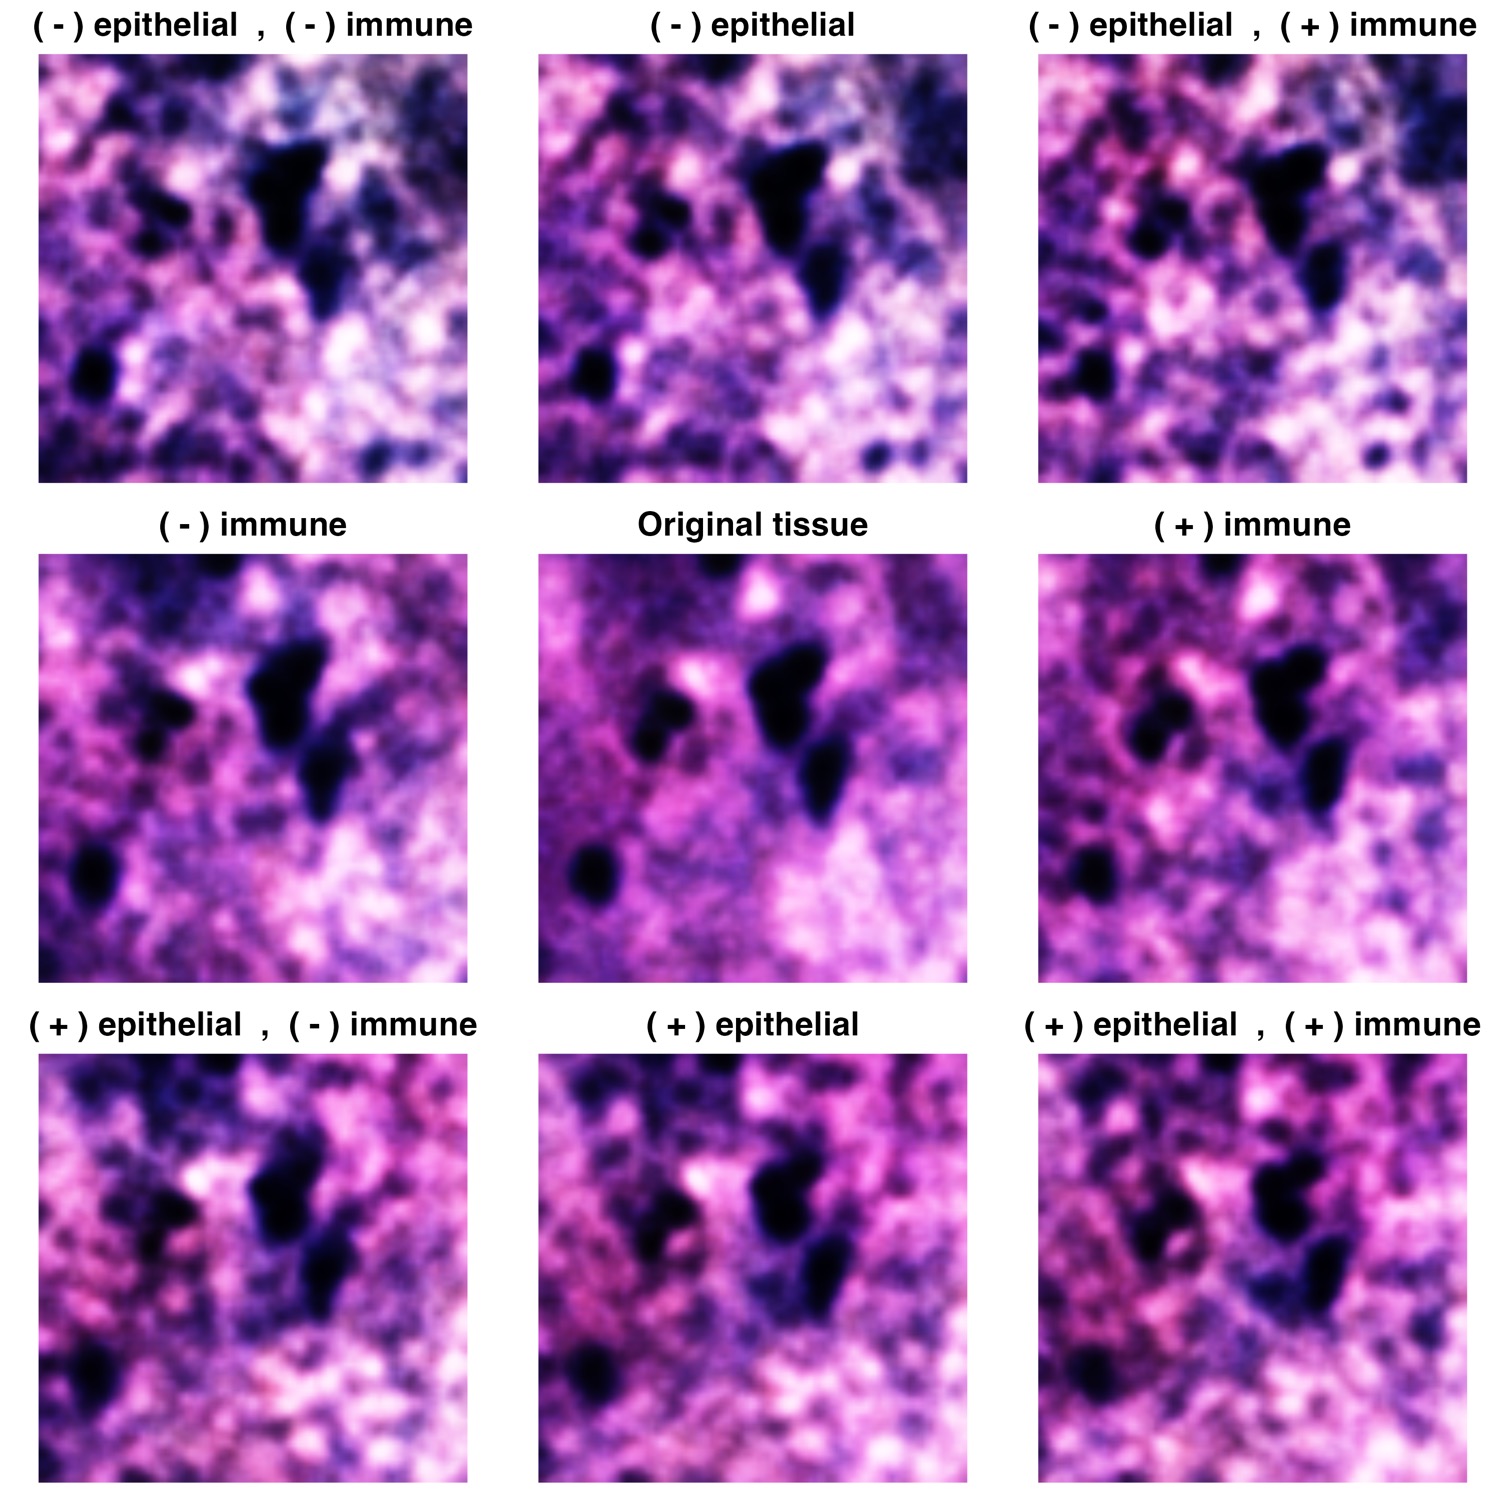 ( - ) epithelial , ( - ) immune
( - ) epithelial
( - ) epithelial , ( + ) immune
( - ) immune
Original tissue
( + ) immune
( + ) epithelial , ( - ) immune
( + ) epithelial
( + ) epithelial , ( + ) immune